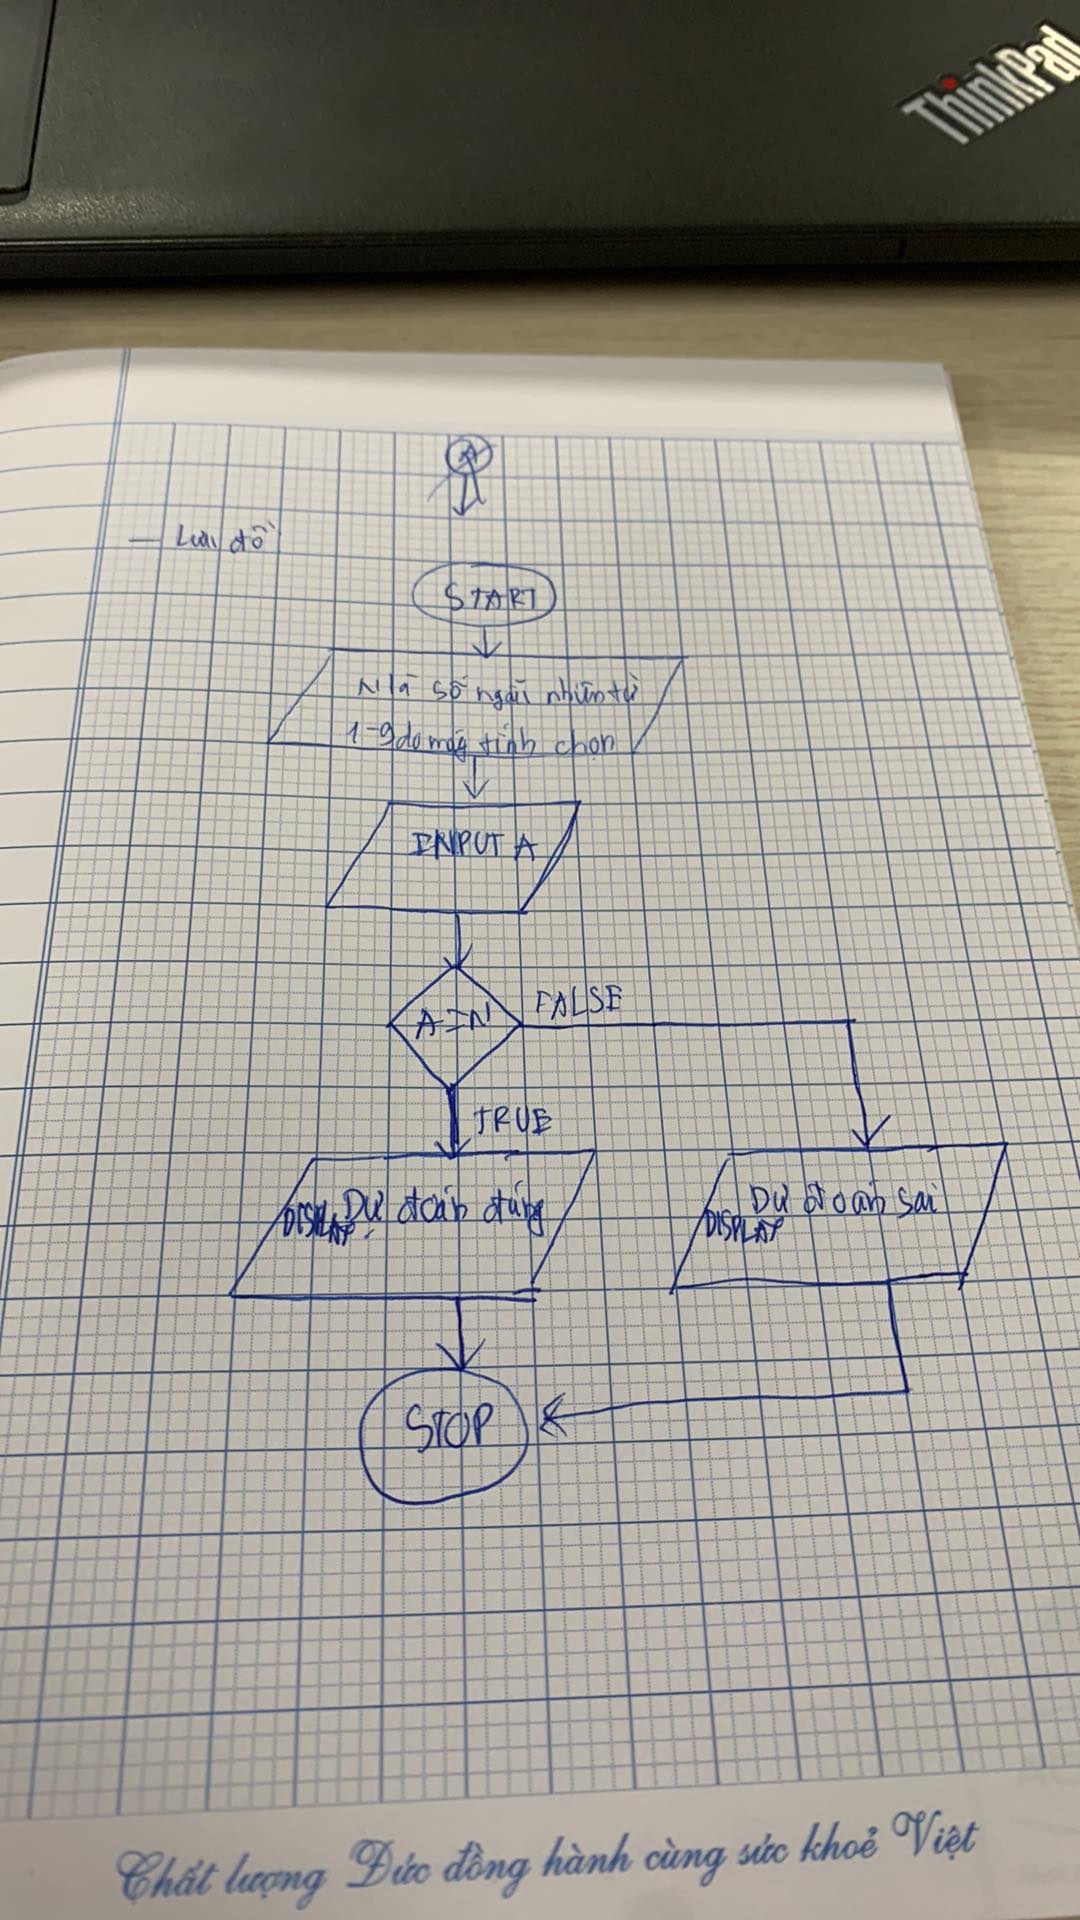 ThinkPad
A
— Lưu đồ
START
N là số ngẫu nhiên từ
1-9 do máy tính chọn
INPUT A
A = N
FALSE
TRUE
DISPLAY: Dự đoán đúng
DISPLAY Dự đoán sai
STOP
Chất lượng Đức đồng hành cùng sức khoẻ Việt